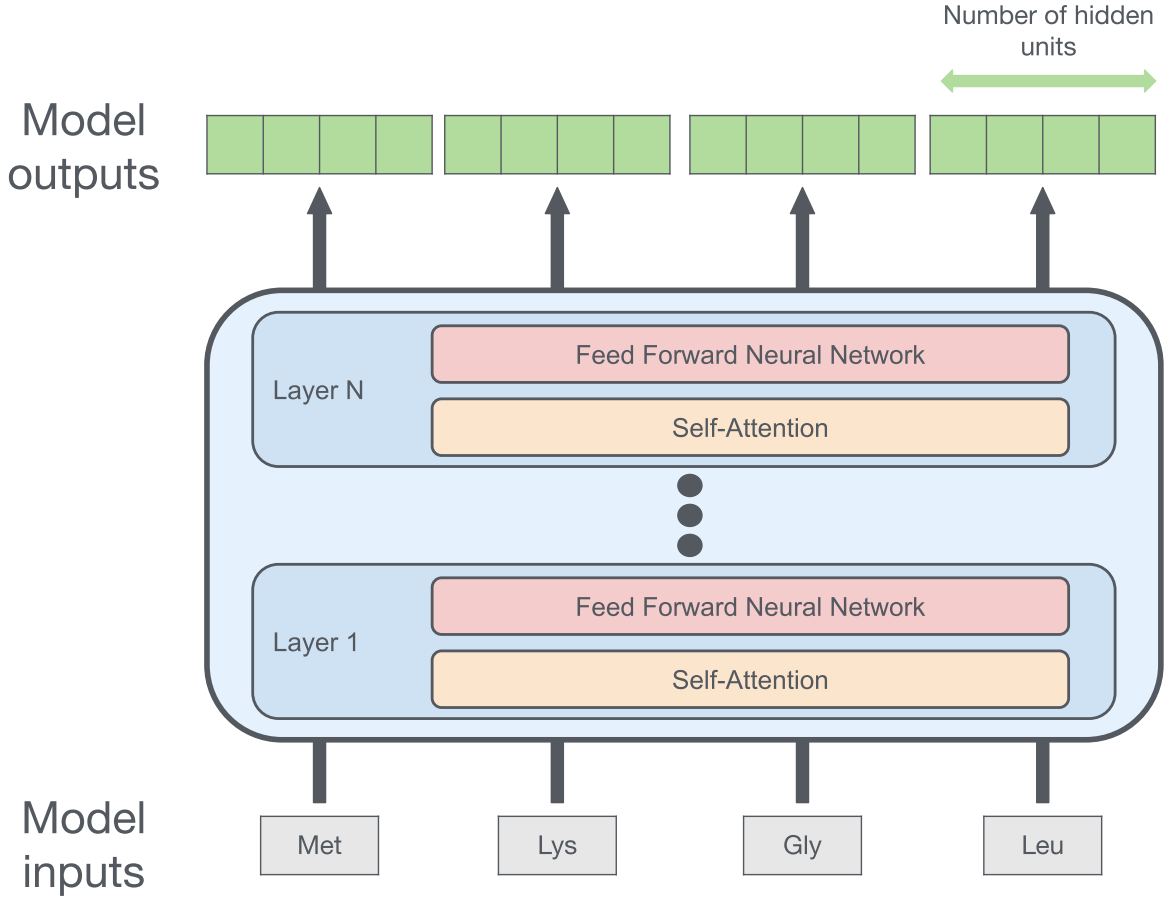 Number of hidden
units
Model
outputs
Feed Forward Neural Network
Layer N
Self-Attention
Feed Forward Neural Network
Layer 1
Self-Attention
Model
inputs
Met
Lys
Gly
Leu